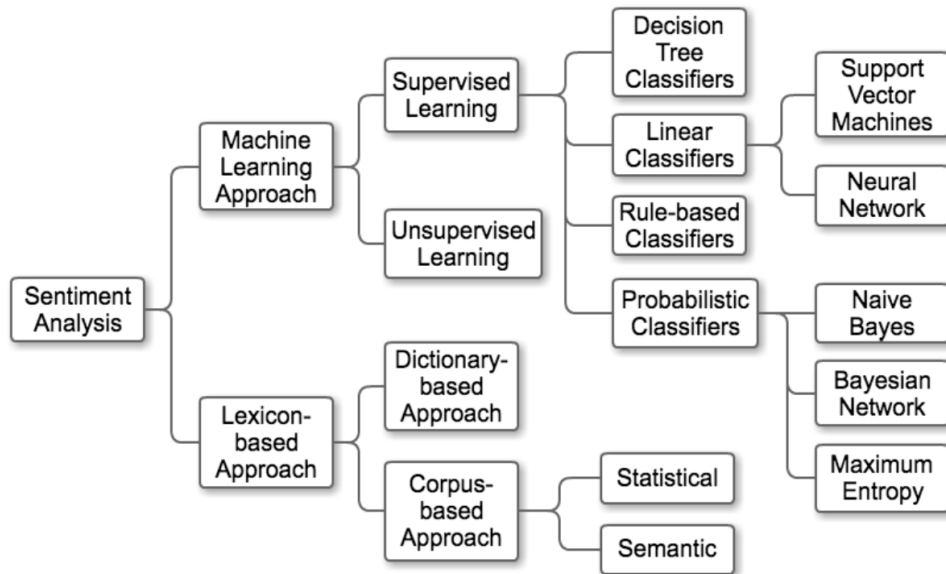 Sentiment
Analysis
Machine
Learning
Approach
Lexicon-
based
Approach
Supervised
Learning
Unsupervised
Learning
Dictionary-
based
Approach
Corpus-
based
Approach
Decision
Tree
Classifiers
Linear
Classifiers
Rule-based
Classifiers
Probabilistic
Classifiers
Statistical
Semantic
Support
Vector
Machines
Neural
Network
Naive
Bayes
Bayesian
Network
Maximum
Entropy